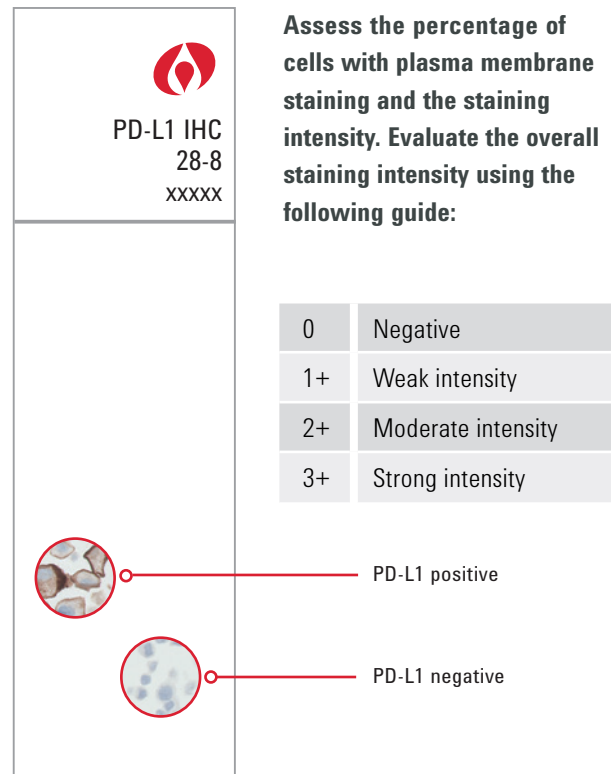 PD-L1 IHC
28-8
xxxxx
Assess the percentage of
cells with plasma membrane
staining and the staining
intensity. Evaluate the overall
staining intensity using the
following guide:
0 Negative
1+ Weak intensity
2+ Moderate intensity
3+ Strong intensity
PD-L1 positive
PD-L1 negative